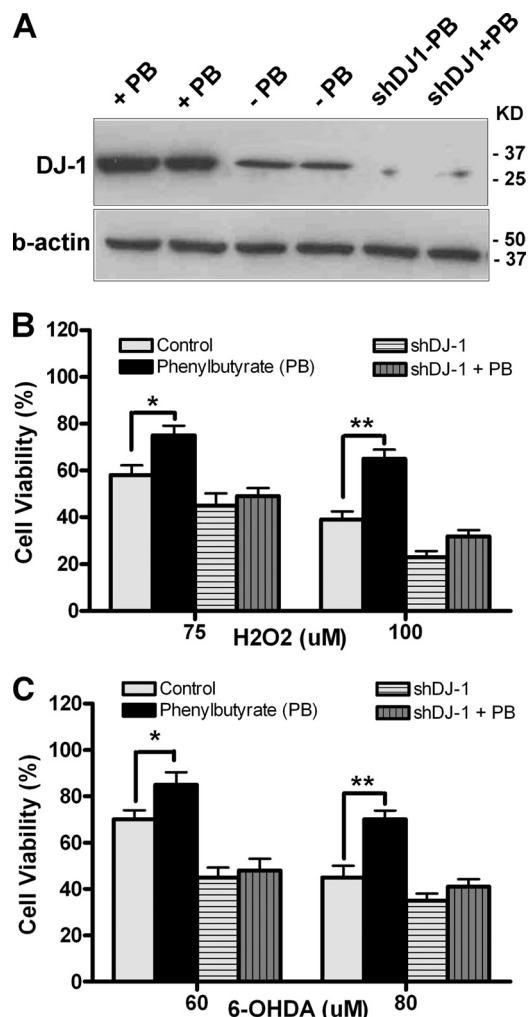 A
+ PB + PB - PB - PB shDJ1-PB shDJ1+PB
KD
DJ-1
- 37
- 25
b-actin
- 50
- 37
B
120
100
80
60
40
20
0
Cell Viability (%)
Control
Phenylbutyrate (PB)
shDJ-1
shDJ-1 + PB
*
**
75 100
H2O2 (uM)
C
120
100
80
60
40
20
0
Cell Viability (%)
Control
Phenylbutyrate (PB)
shDJ-1
shDJ-1 + PB
*
**
60 80
6-OHDA (uM)